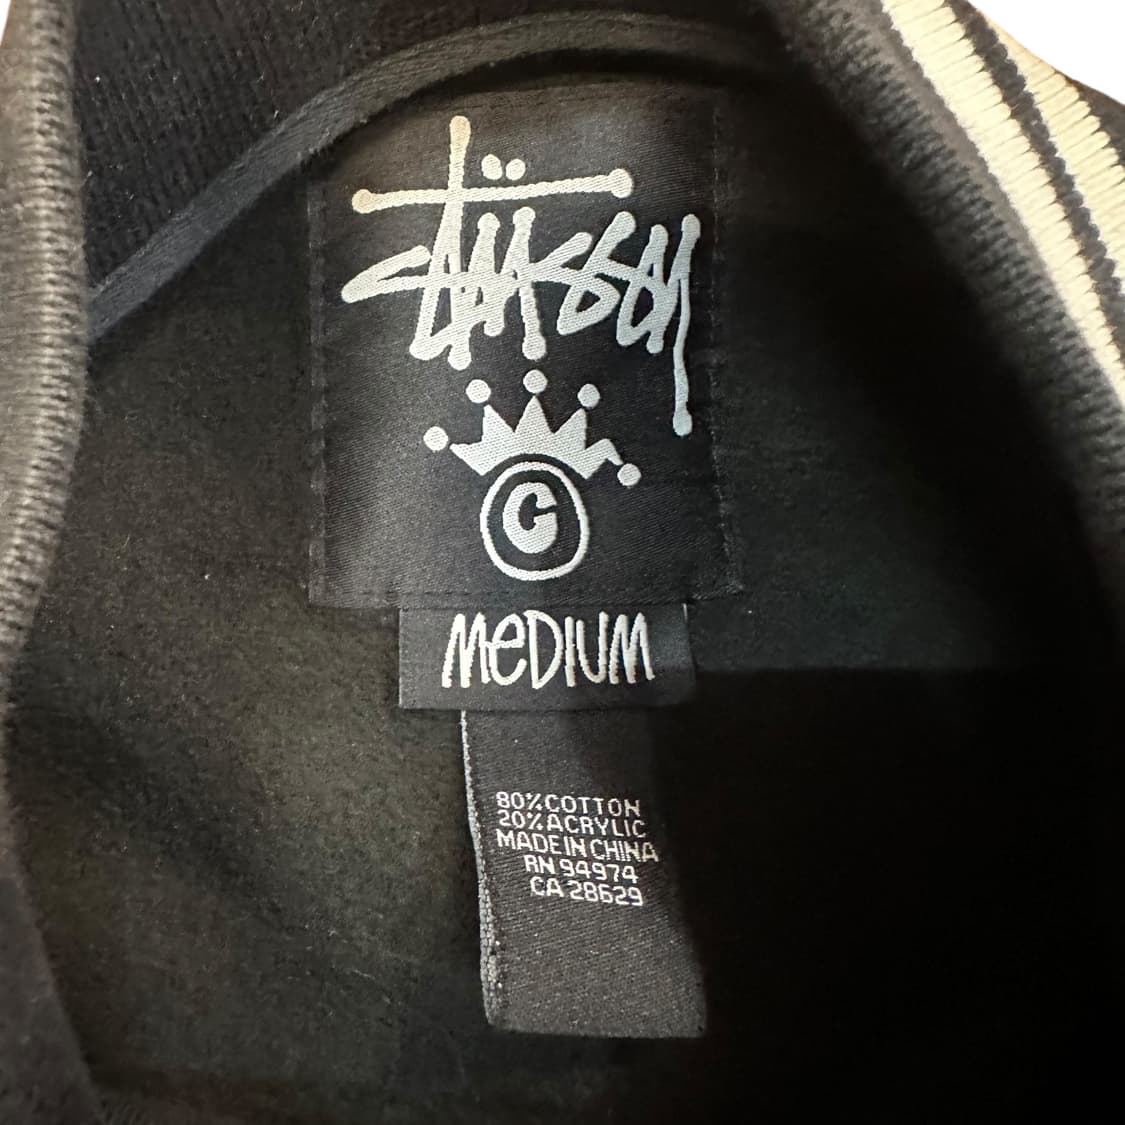 Stüssy
©
MEDIUM
80% COTTON
20% ACRYLIC
MADE IN CHINA
RN 94974
CA 28629